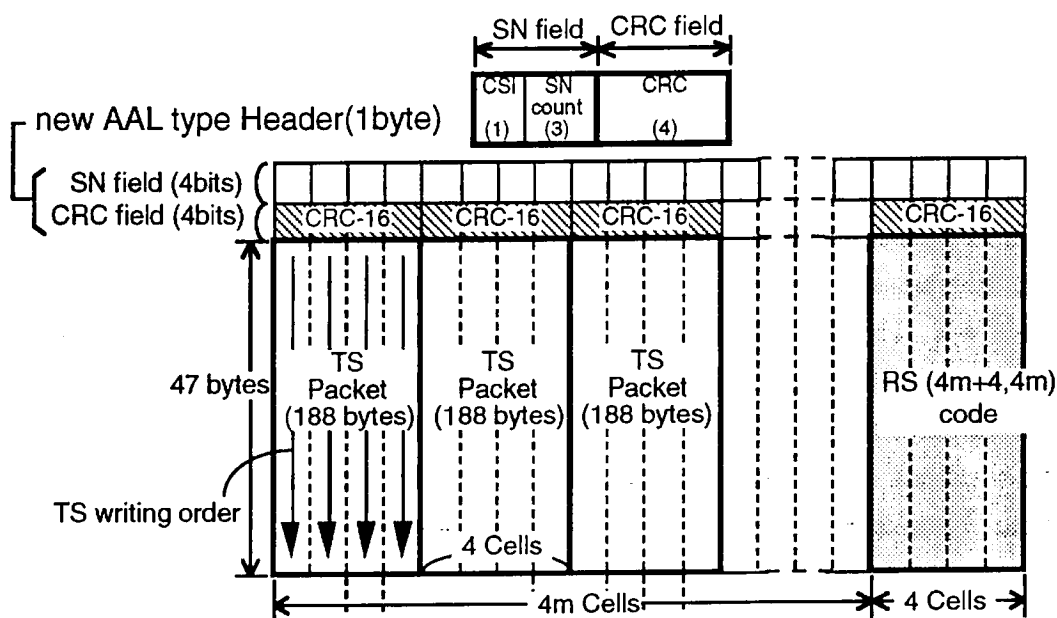 SN field CRC field
CSI SN count CRC
(1) (3) (4)
new AAL type Header(1byte)
SN field (4bits)
CRC field (4bits)
CRC-16 CRC-16 CRC-16 CRC-16
47 bytes
TS Packet (188 bytes)
TS Packet (188 bytes)
TS Packet (188 bytes)
RS (4m+4,4m) code
TS writing order
4 Cells
4m Cells 4 Cells